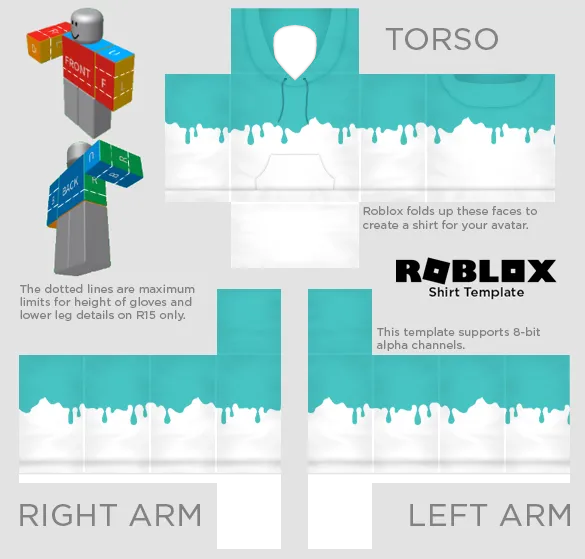 TORSO
FRONT
F
L
U
R
BACK
R
B
Roblox folds up these faces to
create a shirt for your avatar.
ROBLOX
Shirt Template
The dotted lines are maximum
limits for height of gloves and
lower leg details on R15 only.
This template supports 8-bit
alpha channels.
RIGHT ARM
LEFT ARM